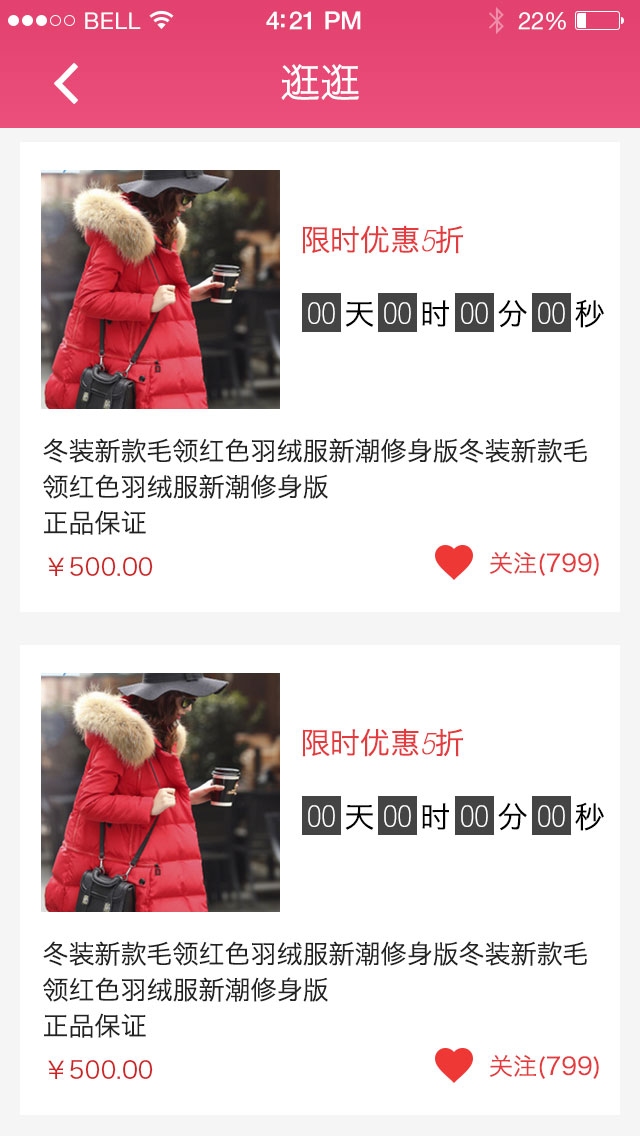 BELL 4:21 PM 22%
逛逛
限时优惠5折
00天00时00分00秒
冬装新款毛领红色羽绒服新潮修身版冬装新款毛
领红色羽绒服新潮修身版
正品保证
￥500.00 关注(799)
限时优惠5折
00天00时00分00秒
冬装新款毛领红色羽绒服新潮修身版冬装新款毛
领红色羽绒服新潮修身版
正品保证
￥500.00 关注(799)